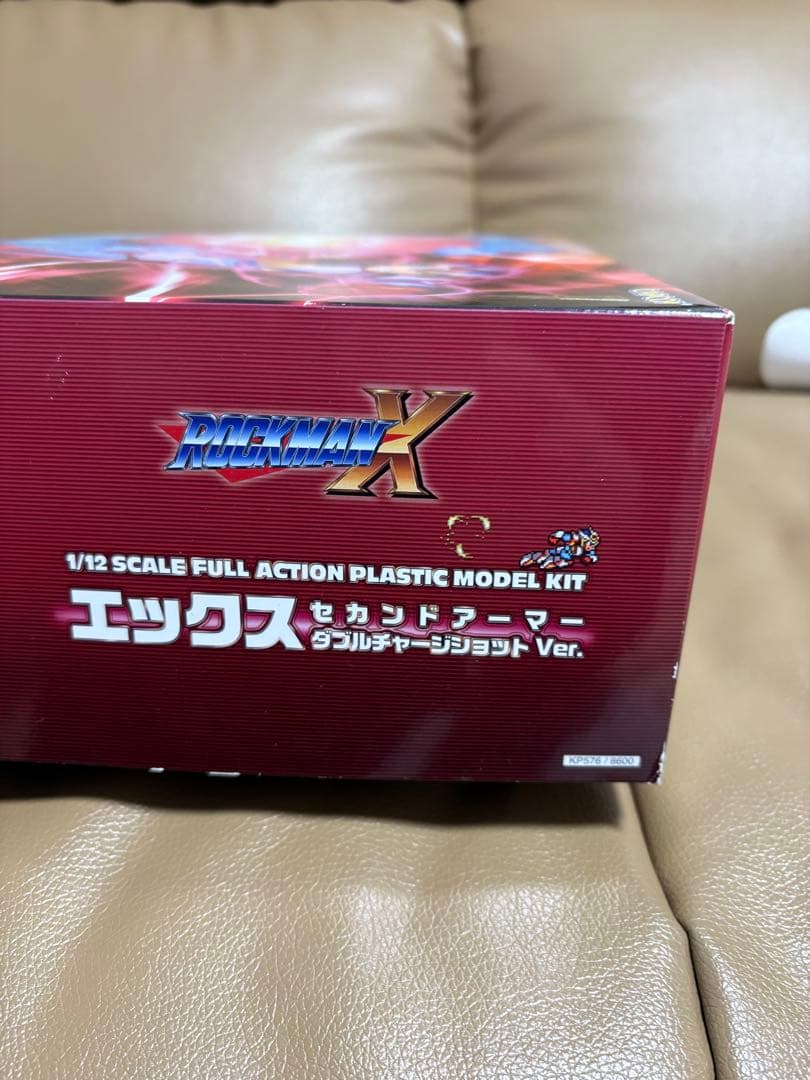 ROCKMAN X
1/12 SCALE FULL ACTION PLASTIC MODEL KIT
エックス セカンドアーマー
ダブルチャージショット Ver.
KP576 / 8600